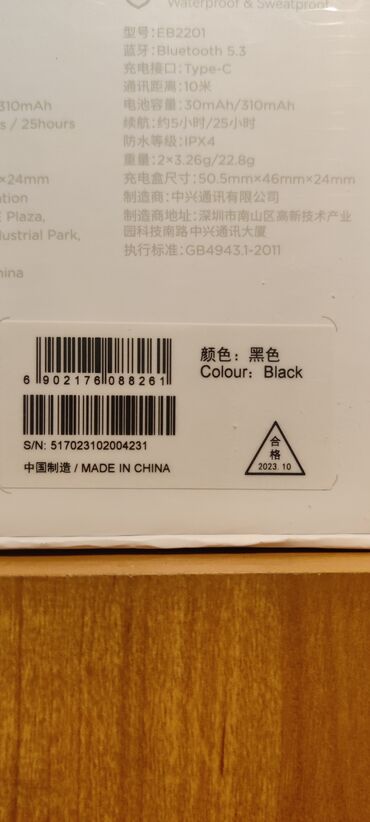 Waterproof & Sweatproof
型号:EB2201
蓝牙:Bluetooth 5.3
充电接口:Type-C
通讯距离:10米
310mAh
电池容量:30mAh/310mAh
s / 25hours
续航:约5小时/25小时
防水等级:IPX4
重量:2×3.26g/22.8g
×24mm
充电盒尺寸:50.5mm×46mm×24mm
ation
制造商:中兴通讯有限公司
E Plaza,
制造商地址:深圳市南山区高新技术产业
dustrial Park,
园科技南路中兴通讯大厦
执行标准:GB4943.1-2011
hina
颜色：黑色
Colour：Black
6 902176 088261
S/N: 517023102004231
中国制造 / MADE IN CHINA
合
格
2023. 10